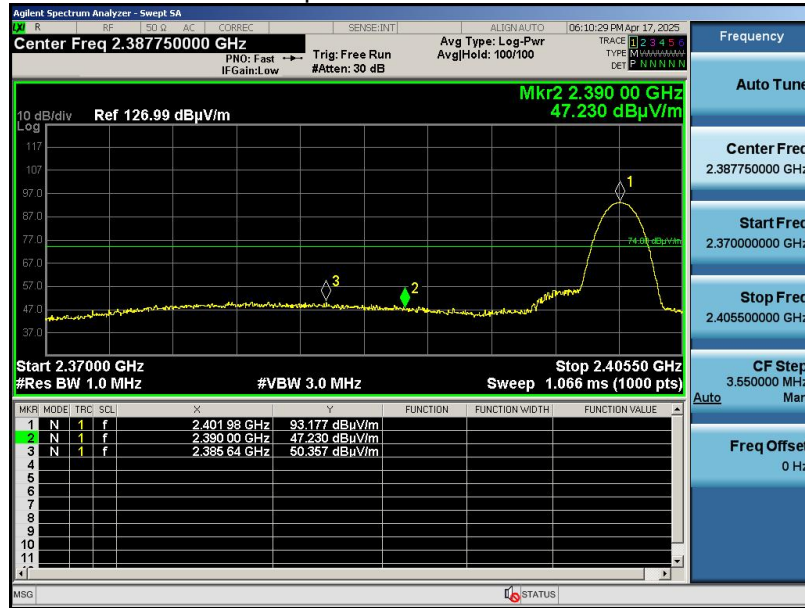 Agilent Spectrum Analyzer - Swept SA
LXI R RF 50 Ω AC CORREC SENSE:INT ALIGN AUTO 06:10:29 PM Apr 17, 2025
Center Freq 2.387750000 GHz
PNO: Fast
IFGain:Low
Trig: Free Run
#Atten: 30 dB
Avg Type: Log-Pwr
Avg|Hold: 100/100
TRACE 1 2 3 4 5 6
TYPE M
DET P N N N N N
Mkr2 2.390 00 GHz
47.230 dBµV/m
10 dB/div Ref 126.99 dBµV/m
Log
117
107
97.0
87.0
77.0
67.0
57.0
47.0
37.0
1
74.00 dBµV/m
3
2
Start 2.37000 GHz Stop 2.40550 GHz
#Res BW 1.0 MHz #VBW 3.0 MHz Sweep 1.066 ms (1000 pts)
MKR MODE TRC SCL X Y FUNCTION FUNCTION WIDTH FUNCTION VALUE
1 N 1 f 2.401 98 GHz 93.177 dBµV/m
2 N 1 f 2.390 00 GHz 47.230 dBµV/m
3 N 1 f 2.385 64 GHz 50.357 dBµV/m
4
5
6
7
8
9
10
11
MSG STATUS
Frequency
Auto Tune
Center Freq
2.387750000 GHz
Start Freq
2.370000000 GHz
Stop Freq
2.405500000 GHz
CF Step
3.550000 MHz
Auto Man
Freq Offset
0 Hz